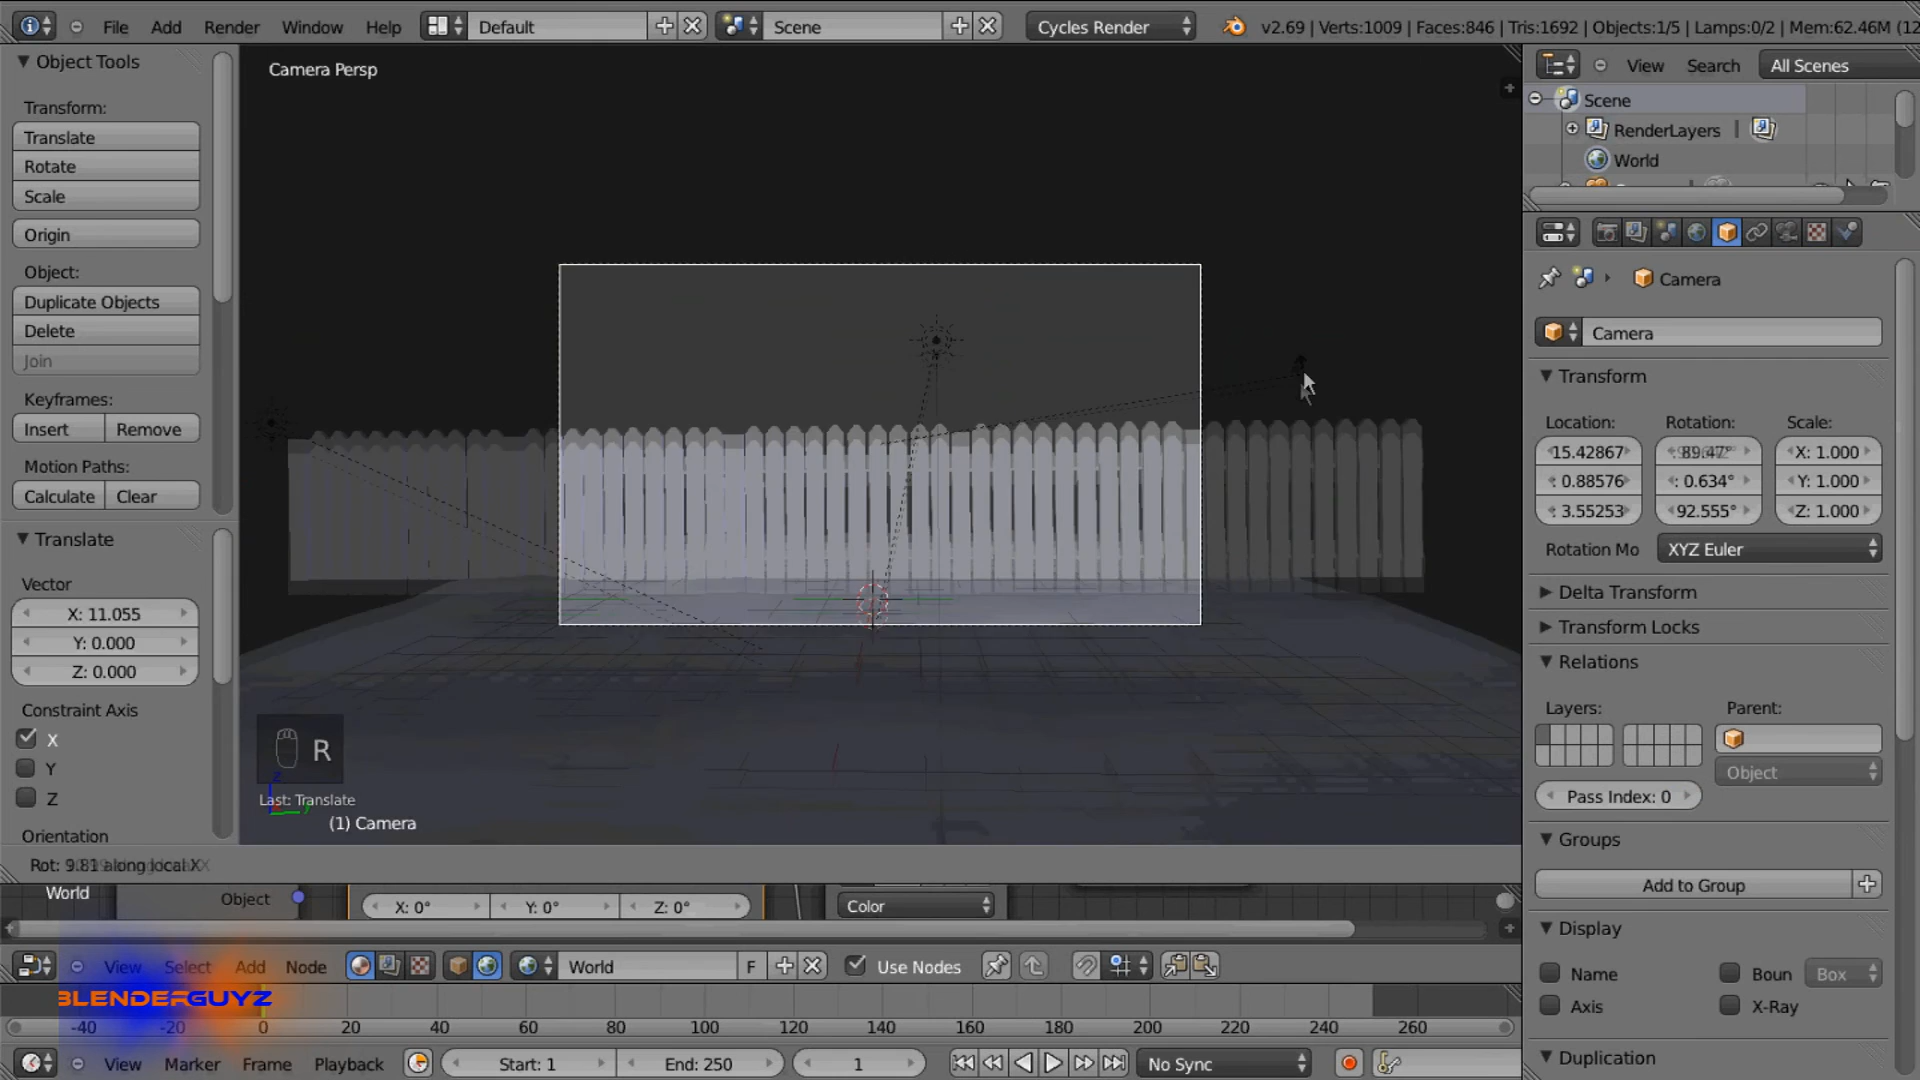 File Add Render Window Help Default Scene Cycles Render v2.69 | Verts:1009 | Faces:846 | Tris:1692 | Objects:1/5 | Lamps:0/2 | Mem:62.46M (12
Object Tools
Transform:
Translate
Rotate
Scale
Origin
Object:
Duplicate Objects
Delete
Join
Keyframes:
Insert Remove
Motion Paths:
Calculate Clear
Translate
Vector
X: 11.055
Y: 0.000
Z: 0.000
Constraint Axis
X
Y
Z
Orientation
Camera Persp
R
z
Last: Translate
(1) Camera
along local X
View Search All Scenes
Scene
RenderLayers
World
Camera
Camera
Transform
Location: Rotation: Scale:
15.42867 X: 1.000
: 0.88576 : 0.634° Y: 1.000
: 3.55253 92.555° Z: 1.000
Rotation Mo XYZ Euler
Delta Transform
Transform Locks
Relations
Layers: Parent:
Object
Pass Index: 0
Groups
Add to Group
Display
Name Boun Box
Axis X-Ray
Duplication
World Object X: 0° Y: 0° Z: 0° Color
View Select Add Node World F Use Nodes
BLENDERGUYZ
-40 -20 0 20 40 60 80 100 120 140 160 180 200 220 240 260
View Marker Frame Playback Start: 1 End: 250 1 No Sync